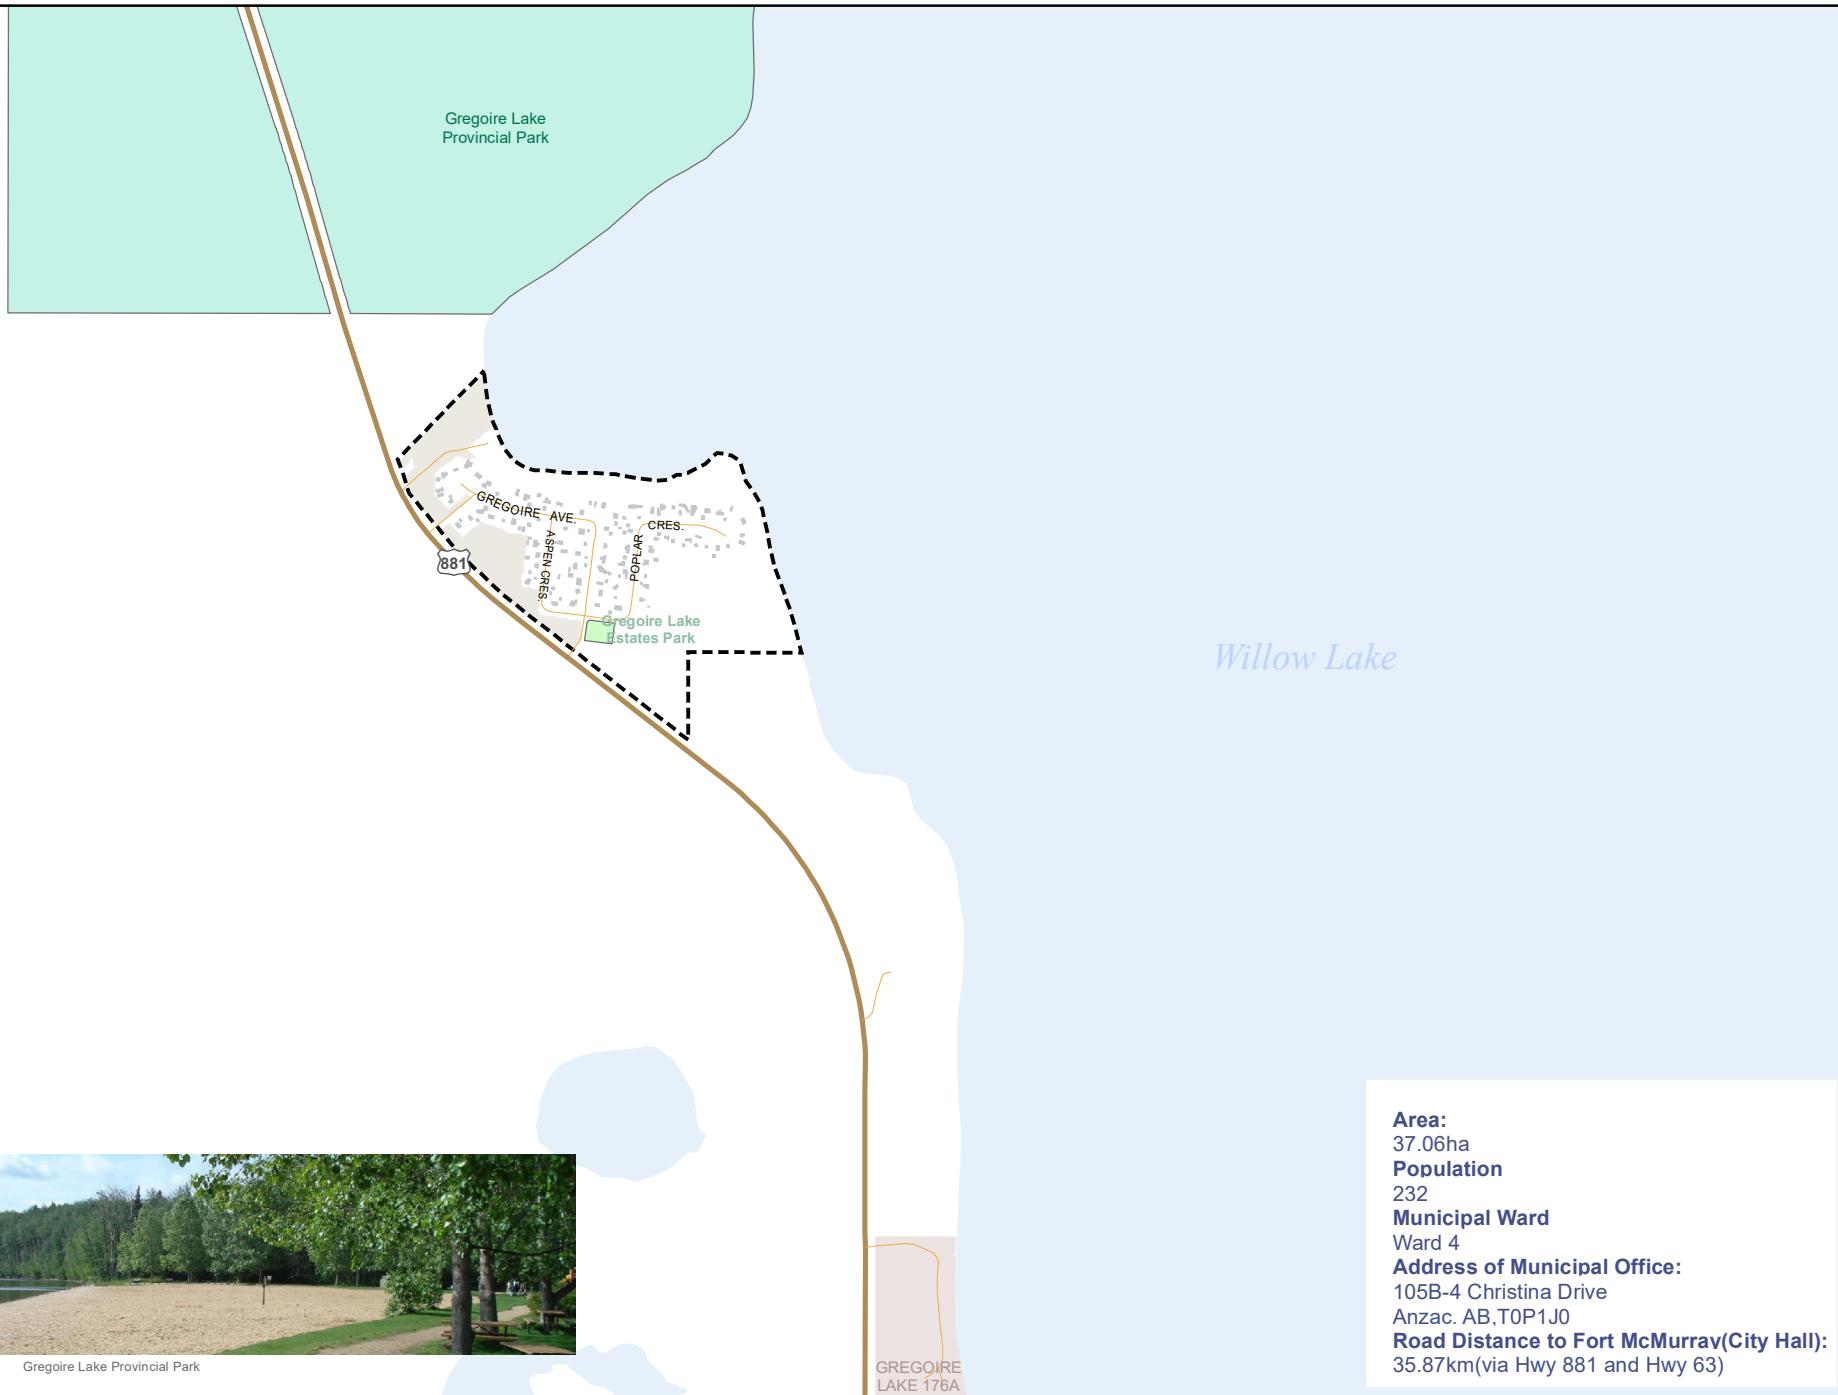 Gregoire Lake
Provincial Park
GREGOIRE AVE.
CRES.
ASPEN CRES.
POPLAR
881
Gregoire Lake
Estates Park
Willow Lake
Area:
37.06ha
Population
232
Municipal Ward
Ward 4
Address of Municipal Office:
105B-4 Christina Drive
Anzac. AB,T0P1J0
Road Distance to Fort McMurray(City Hall):
35.87km(via Hwy 881 and Hwy 63)
Gregoire Lake Provincial Park
GREGOIRE
LAKE 176A